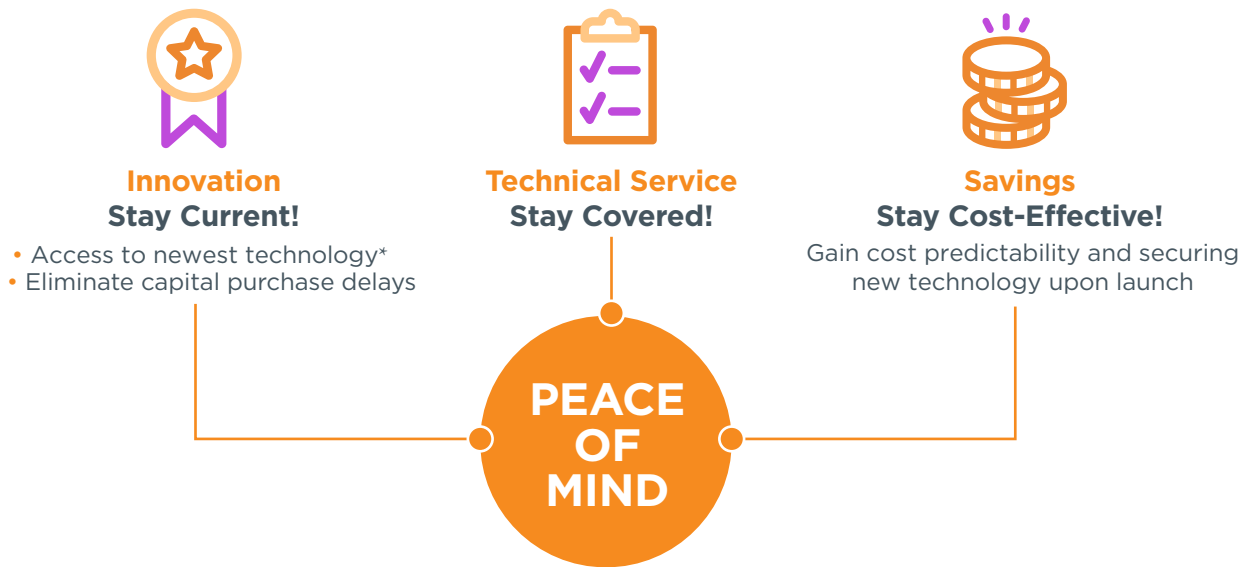 Innovation
Stay Current!
• Access to newest technology*
• Eliminate capital purchase delays
Technical Service
Stay Covered!
Savings
Stay Cost-Effective!
Gain cost predictability and securing
new technology upon launch
PEACE
OF
MIND